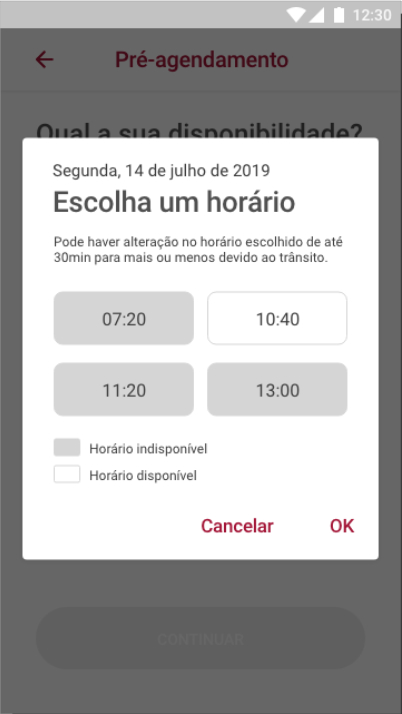 12:30
Pré-agendamento
Qual a sua disponibilidade?
Segunda, 14 de julho de 2019
Escolha um horário
Pode haver alteração no horário escolhido de até
30min para mais ou menos devido ao trânsito.
07:20 10:40
11:20 13:00
Horário indisponível
Horário disponível
Cancelar OK
CONTINUAR